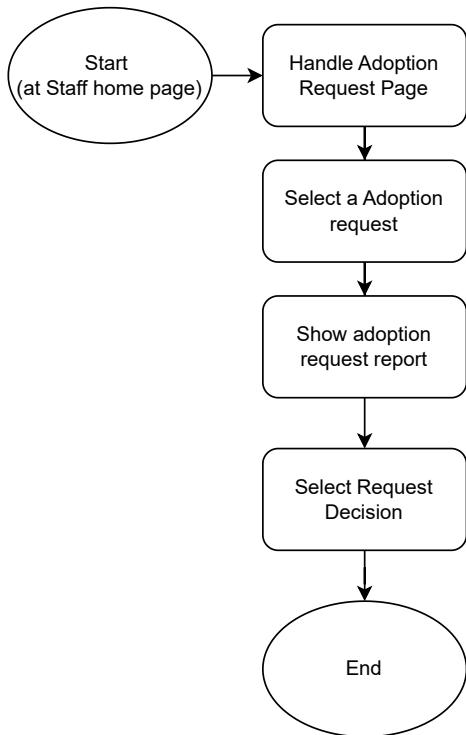 Start
(at Staff home page)
Handle Adoption
Request Page
Select a Adoption
request
Show adoption
request report
Select Request
Decision
End